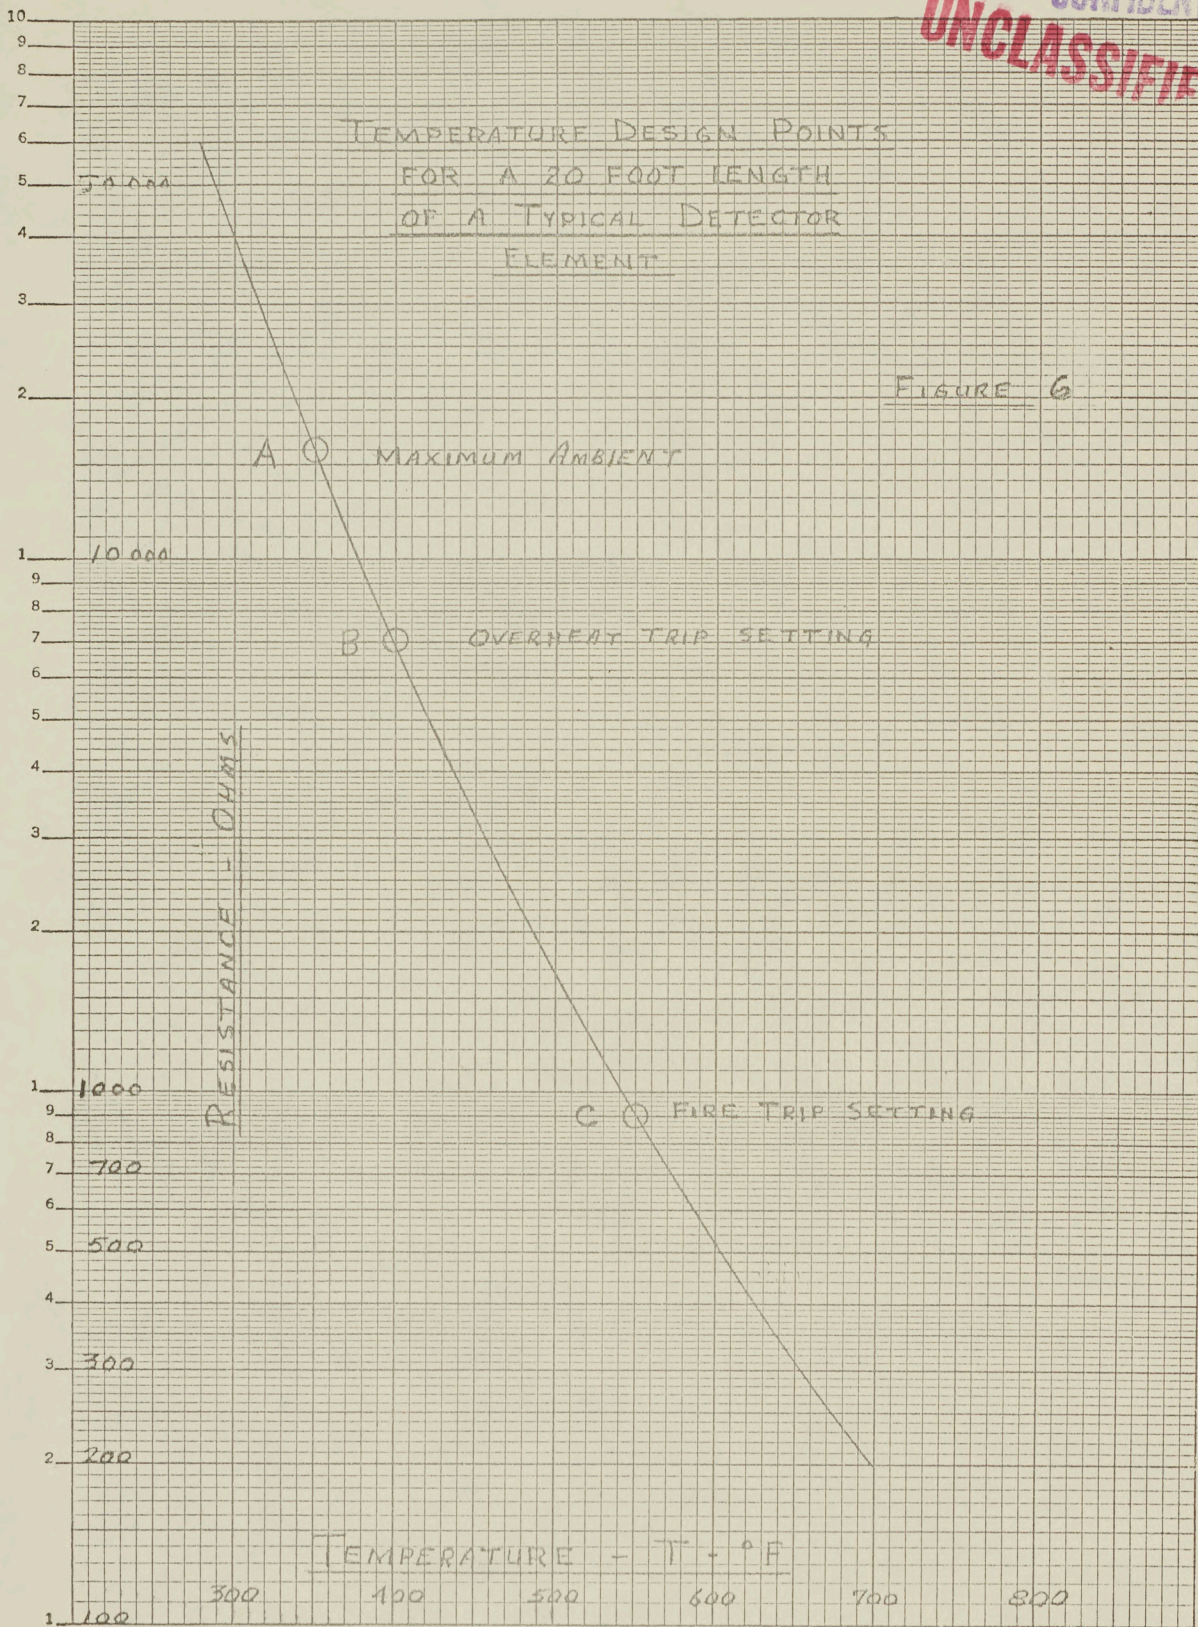 UNCLASSIFIE
10
9
8
7
6
5 50 000
4
3
2
1 10 000
9
8
7
6
5
4
3
2
1 1000
9
8
7 700
6
5 500
4
3 300
2 200
1 100
TEMPERATURE DESIGN POINTS
FOR A 20 FOOT LENGTH
OF A TYPICAL DETECTOR
ELEMENT
FIGURE 6
A MAXIMUM AMBIENT
B OVERHEAT TRIP SETTING
RESISTANCE - OHMS
C FIRE TRIP SETTING
TEMPERATURE - T - °F
300 400 500 600 700 800